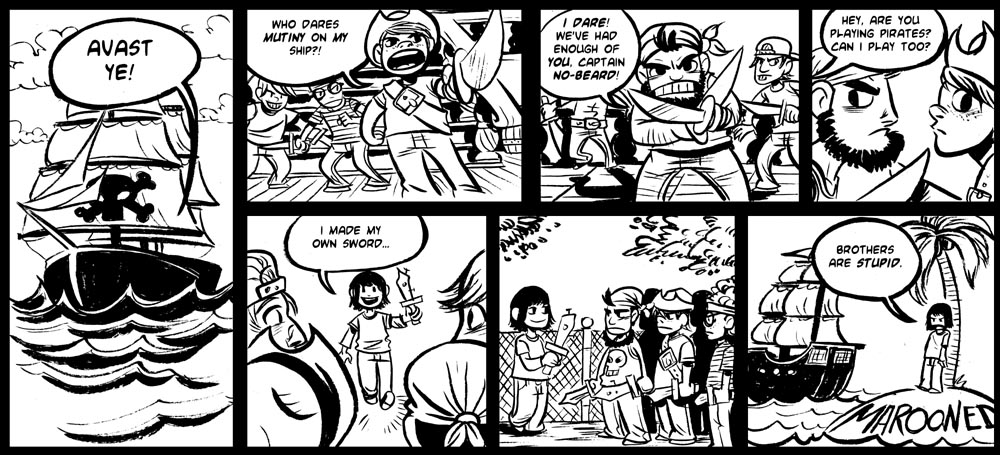 AVAST
YE!
WHO DARES
MUTINY ON MY
SHIP?!
I DARE!
WE'VE HAD
ENOUGH OF
YOU, CAPTAIN
NO-BEARD!
HEY, ARE YOU
PLAYING PIRATES?
CAN I PLAY TOO?
I MADE MY
OWN SWORD...
BROTHERS
ARE STUPID.
MAROONED